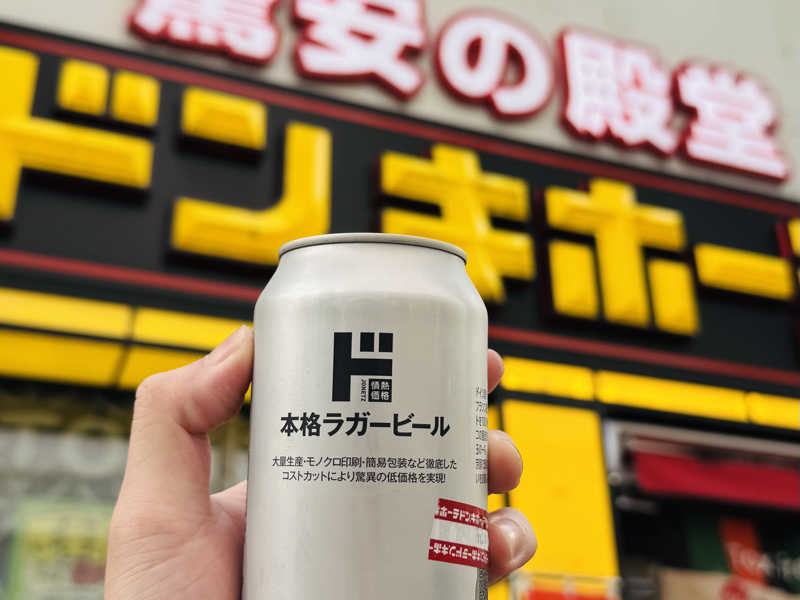 驚安の殿堂
ドン.キホー
ド
JONETZ
情熱
価格
本格ラガービール
大量生産・モノクロ印刷・簡易包装など徹底した
コストカットにより驚異の低価格を実現!